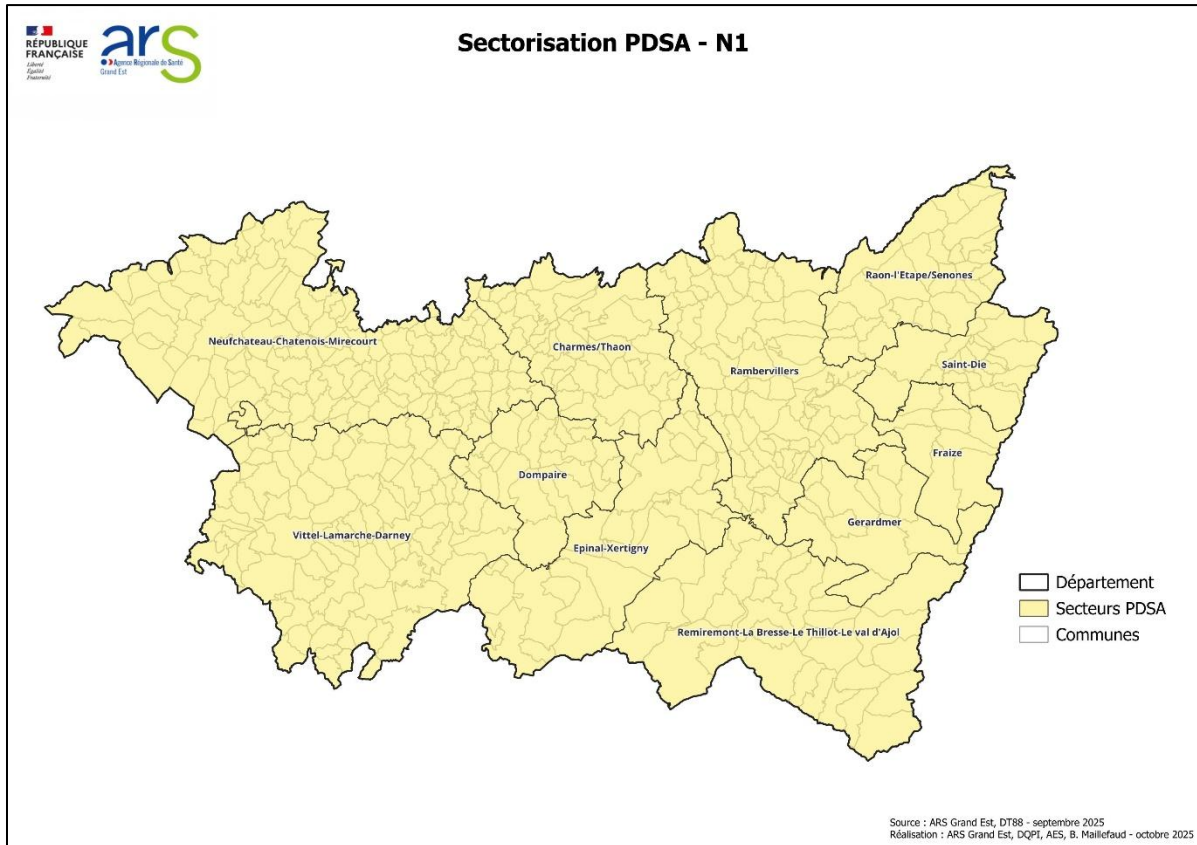 RÉPUBLIQUE
FRANÇAISE
Liberté
Égalité
Fraternité
ars
Agence Régionale de Santé
Grand Est
Sectorisation PDSA - N1
Raon-l'Etape/Senones
Neufchateau-Chatenois-Mirecourt
Charmes/Thaon
Rambervillers
Saint-Die
Fraize
Dompaire
Gerardmer
Vittel-Lamarche-Darney
Epinal-Xertigny
Remiremont-La Bresse-Le Thillot-Le val d'Ajol
Département
Secteurs PDSA
Communes
Source : ARS Grand Est, DT88 - septembre 2025
Réalisation : ARS Grand Est, DQPI, AES, B. Maillefaud - octobre 2025